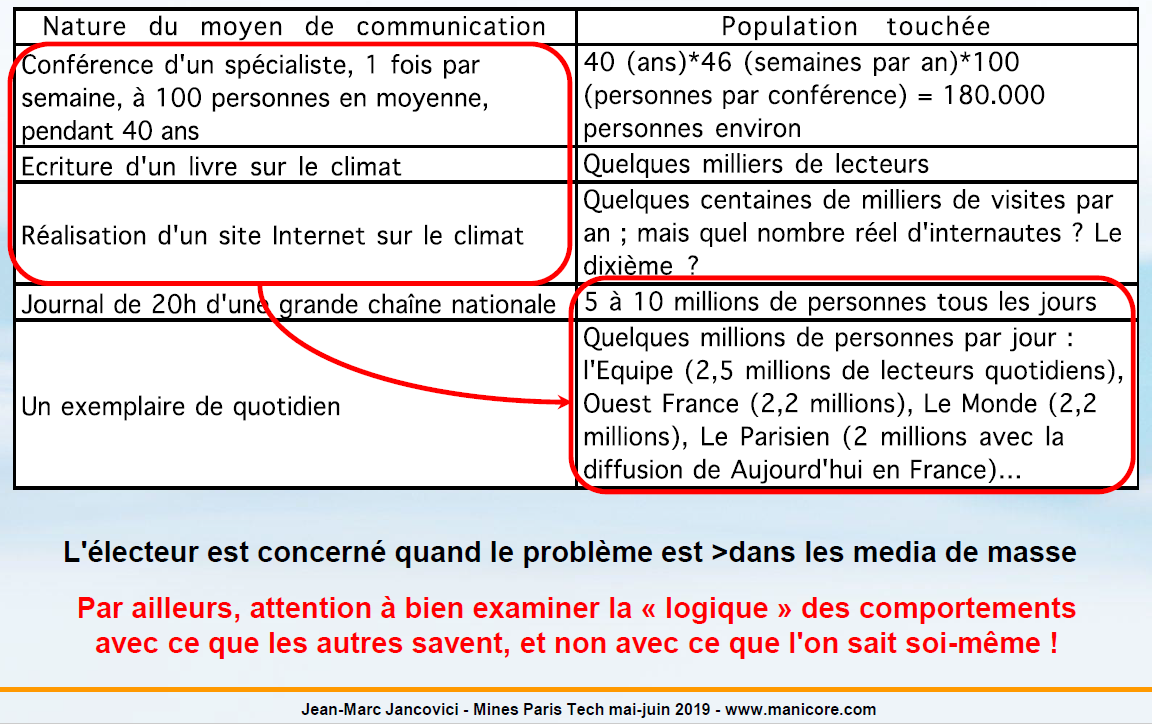 Nature du moyen de communication
Population touchée
Conférence d'un spécialiste, 1 fois par
semaine, à 100 personnes en moyenne,
pendant 40 ans
40 (ans)*46 (semaines par an)*100
(personnes par conférence) = 180.000
personnes environ
Ecriture d'un livre sur le climat
Quelques milliers de lecteurs
Réalisation d'un site Internet sur le climat
Quelques centaines de milliers de visites par
an ; mais quel nombre réel d'internautes ? Le
dixième ?
Journal de 20h d'une grande chaîne nationale
5 à 10 millions de personnes tous les jours
Un exemplaire de quotidien
Quelques millions de personnes par jour :
l'Equipe (2,5 millions de lecteurs quotidiens),
Ouest France (2,2 millions), Le Monde (2,2
millions), Le Parisien (2 millions avec la
diffusion de Aujourd'hui en France)...
L'électeur est concerné quand le problème est >dans les media de masse
Par ailleurs, attention à bien examiner la « logique » des comportements
avec ce que les autres savent, et non avec ce que l'on sait soi-même !
Jean-Marc Jancovici - Mines Paris Tech mai-juin 2019 - www.manicore.com